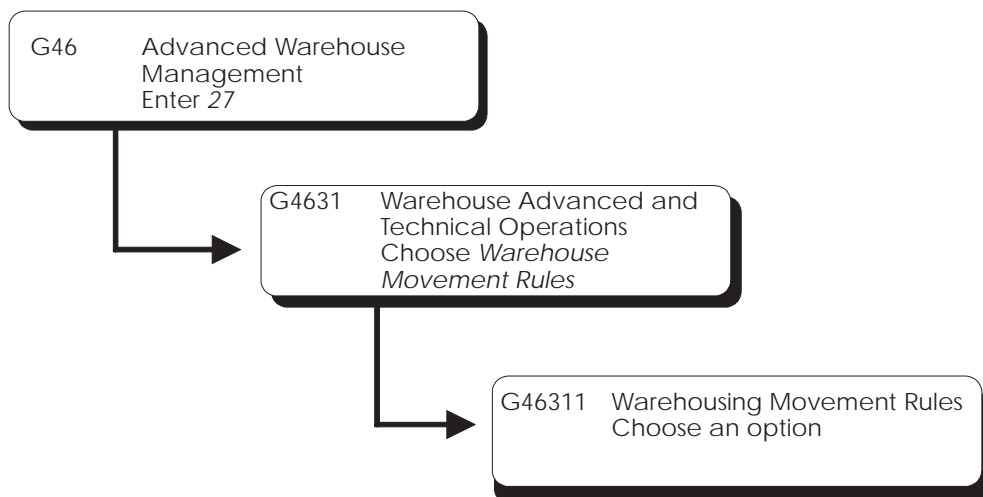 G46 Advanced Warehouse
Management
Enter 27
G4631 Warehouse Advanced and
Technical Operations
Choose Warehouse
Movement Rules
G46311 Warehousing Movement Rules
Choose an option